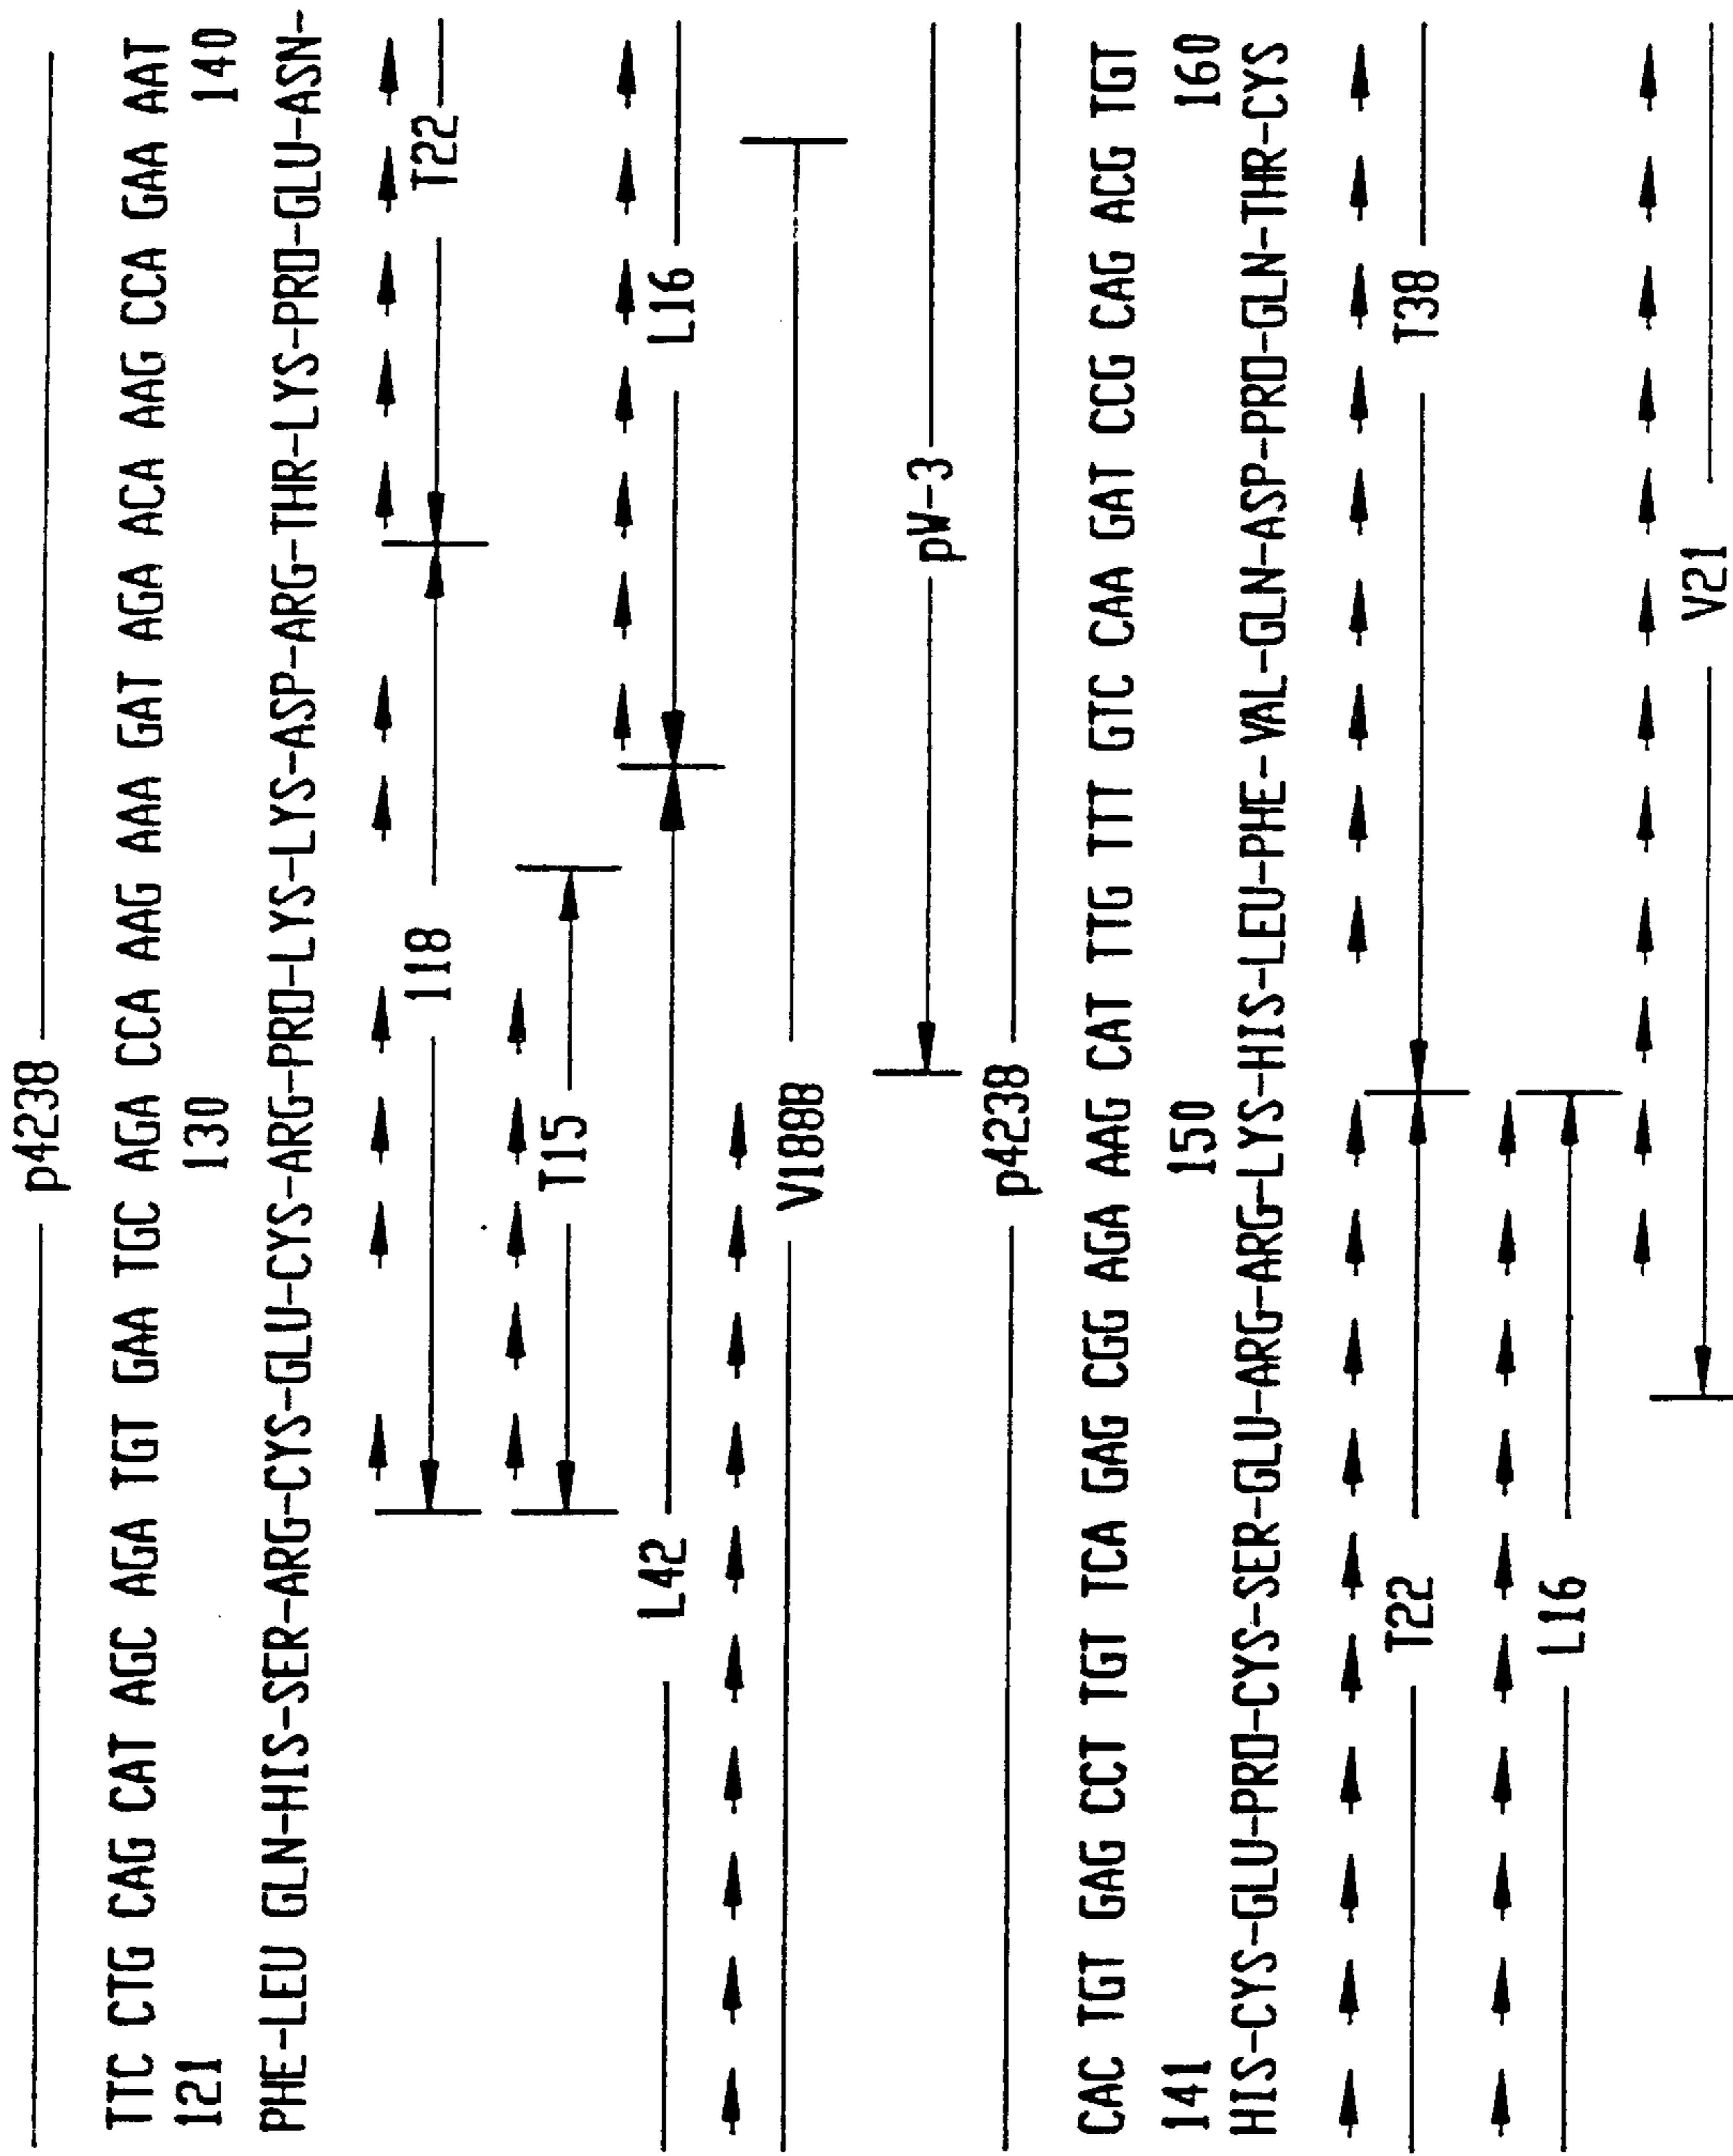 p4238
TTC CTG CAG CAT AGC AGA TGT GAA TGC AGA CCA AAG AAA GAT AGA ACA AAG CCA GAA AAT
121 130 140
PHE-LEU GLN-HIS-SER-ARG-CYS-GLU-CYS-ARG-PRO-LYS-LYS-ASP-ARG-THR-LYS-PRO-GLU-ASN-
118 T22
T15
L42 L16
V18BB
pW-3
p4238
CAC TGT GAG CCT TGT TCA GAG CGG AGA AAG CAT TTG TTT GTC CAA GAT CCG CAG ACG TGT
141 150 160
HIS-CYS-GLU-PRO-CYS-SER-GLU-ARG-ARG-LYS-HIS-LEU-PHE-VAL-GLN-ASP-PRO-GLN-THR-CYS
T22 T38
L16
V21